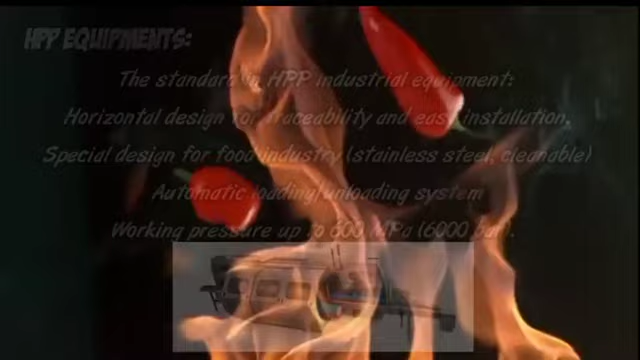 HPP EQUIPMENTS:
The standard in HPP industrial equipment:
Horizontal design for traceability and easy installation.
Special design for food industry (stainless steel, cleanable)
Automatic loading/unloading system
Working pressure up to 600 MPa (6000 bar).